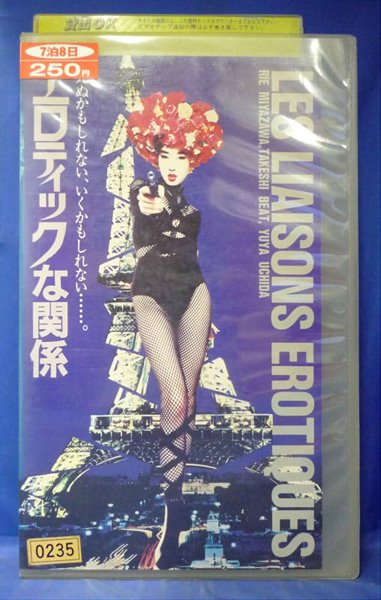 貸出OK
7泊8日
250円
LES LIAISONS EROTIQUES
RIE MIYAZAWA, TAKESHI BEAT, YUYA UCHIDA
ぬかもしれない、いくかもしれない……。
エロティックな関係
0235